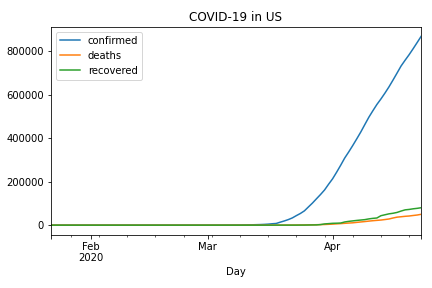 COVID-19 in US
confirmed
deaths
recovered
800000
600000
400000
200000
0
Feb
2020
Mar
Apr
Day